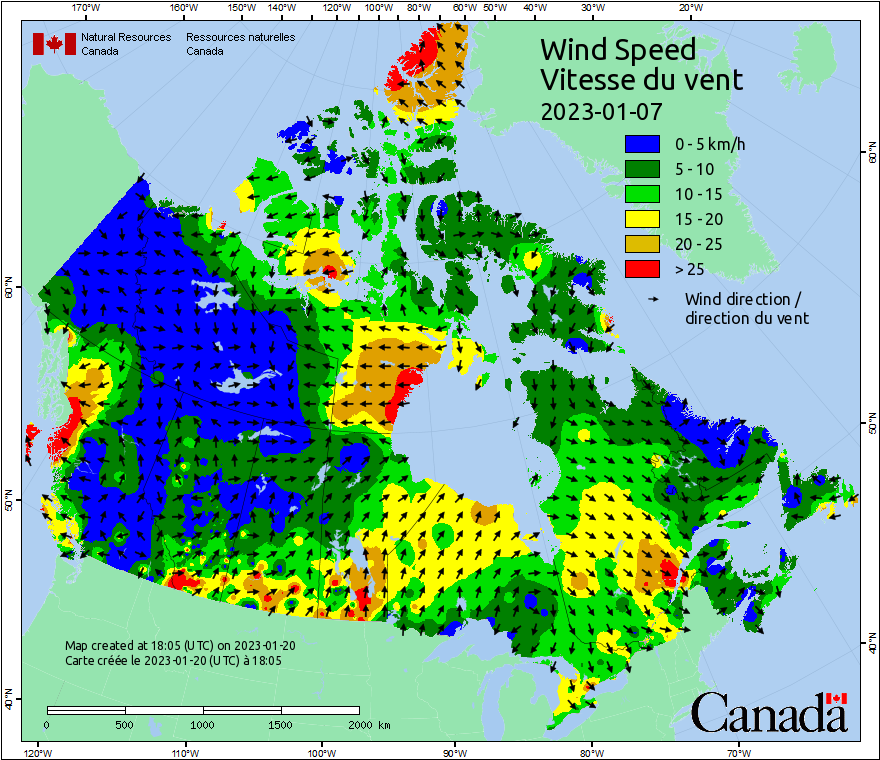 170°W 160°W 150°W 140°W 120°W 100°W 80°W 60°W 50°W 40°W 30°W 20°W
Natural Resources Canada
Ressources naturelles Canada
Wind Speed
Vitesse du vent
2023-01-07
0 - 5 km/h
5 - 10
10 - 15
15 - 20
20 - 25
> 25
Wind direction /
direction du vent
60°N
60°N
50°N
50°N
40°N
40°N
Map created at 18:05 (UTC) on 2023-01-20
Carte créée le 2023-01-20 (UTC) à 18:05
0 500 1000 1500 2000 km
Canada
120°W 110°W 100°W 90°W 80°W 70°W